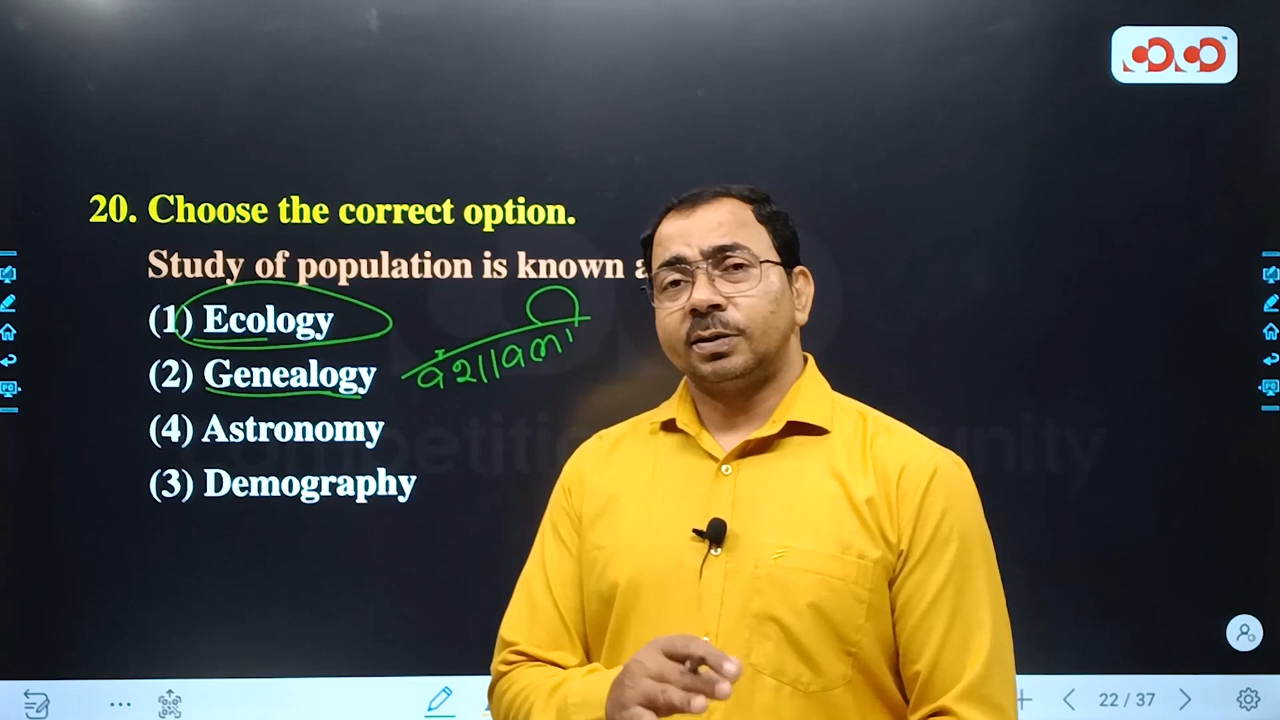 20. Choose the correct option.
Study of population is known a
(1) Ecology
(2) Genealogy वंशावली
(4) Astronomy
(3) Demography
22 / 37